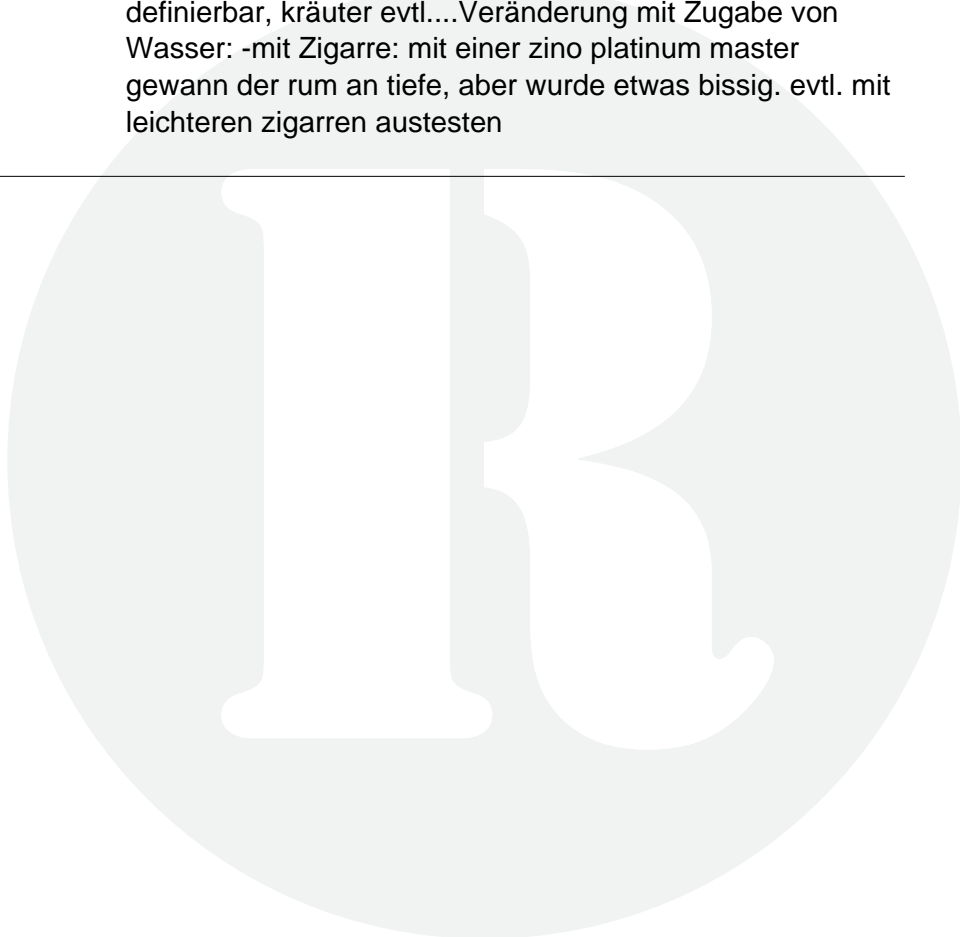 definierbar, kräuter evtl....Veränderung mit Zugabe von
Wasser: -mit Zigarre: mit einer zino platinum master
gewann der rum an tiefe, aber wurde etwas bissig. evtl. mit
leichteren zigarren austesten
R